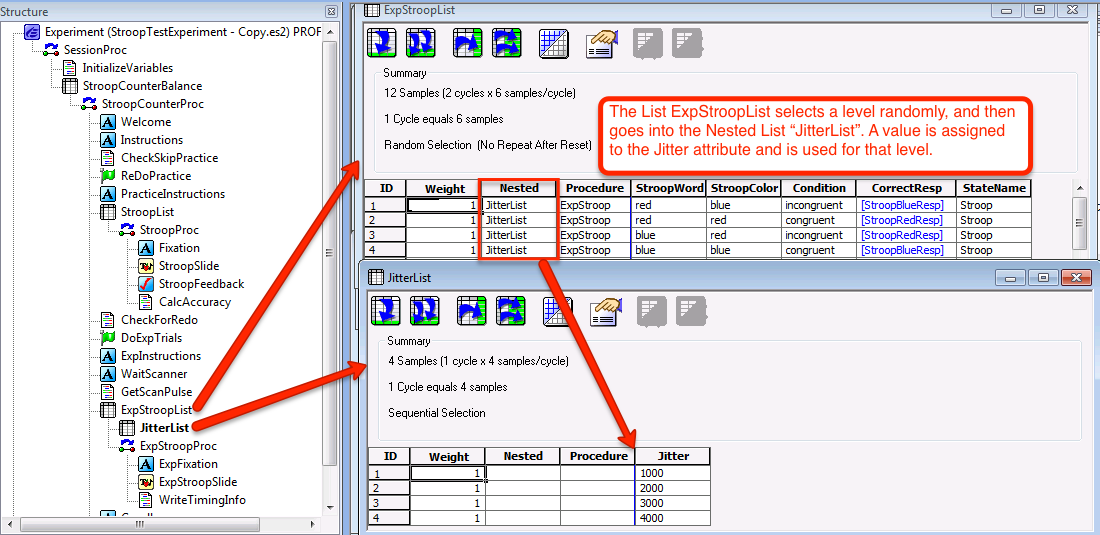 Structure
Experiment (StroopTestExperiment - Copy.es2) PROF
SessionProc
InitializeVariables
StroopCounterBalance
StroopCounterProc
Welcome
Instructions
CheckSkipPractice
ReDoPractice
PracticeInstructions
StroopList
StroopProc
Fixation
StroopSlide
StroopFeedback
CalcAccuracy
CheckForRedo
DoExpTrials
ExpInstructions
WaitScanner
GetScanPulse
ExpStroopList
JitterList
ExpStroopProc
ExpFixation
ExpStroopSlide
WriteTimingInfo
ExpStroopList
Summary
12 Samples (2 cycles x 6 samples/cycle)
1 Cycle equals 6 samples
Random Selection (No Repeat After Reset)
The List ExpStroopList selects a level randomly, and then
goes into the Nested List “JitterList”. A value is assigned
to the Jitter attribute and is used for that level.
ID Weight Nested Procedure StroopWord StroopColor Condition CorrectResp StateName
1 1 JitterList ExpStroop red blue incongruent [StroopBlueResp] Stroop
2 1 JitterList ExpStroop red red congruent [StroopRedResp] Stroop
3 1 JitterList ExpStroop blue red incongruent [StroopRedResp] Stroop
4 1 JitterList ExpStroop blue blue congruent [StroopBlueResp] Stroop
JitterList
Summary
4 Samples (1 cycle x 4 samples/cycle)
1 Cycle equals 4 samples
Sequential Selection
ID Weight Nested Procedure Jitter
1 1 1000
2 1 2000
3 1 3000
4 1 4000